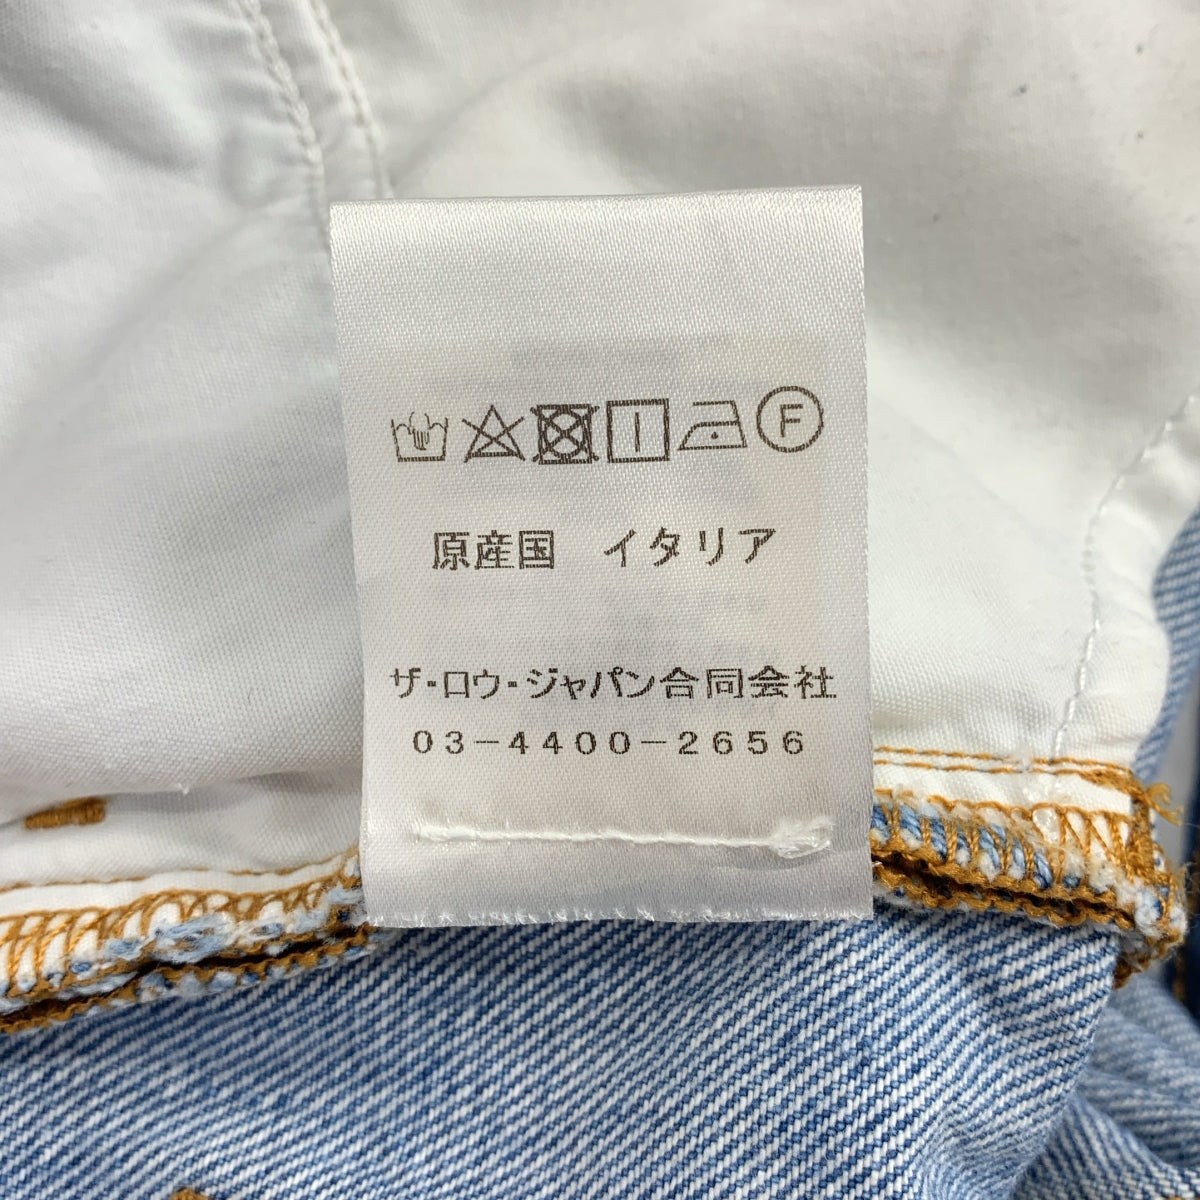 F
原産国　イタリア
ザ・ロウ・ジャパン合同会社
03-4400-2656